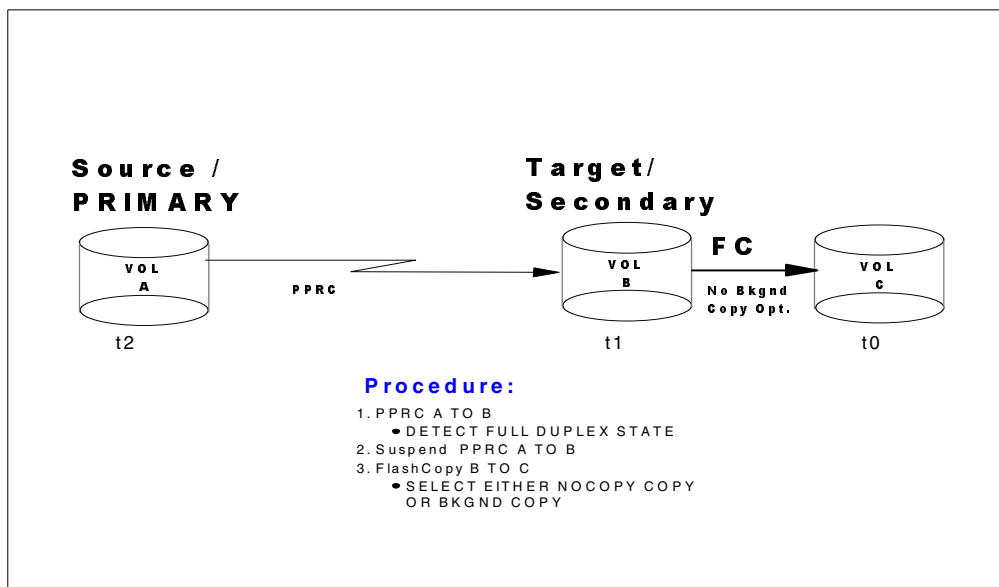 Source /
PRIMARY
VOL
A
t2
PPRC
Target/
Secondary
VOL
B
t1
FC
No Bkgnd
Copy Opt.
VOL
C
t0
Procedure:
1. PPRC A TO B
• DETECT FULL DUPLEX STATE
2. Suspend PPRC A TO B
3. FlashCopy B TO C
• SELECT EITHER NOCOPY COPY
OR BKGND COPY